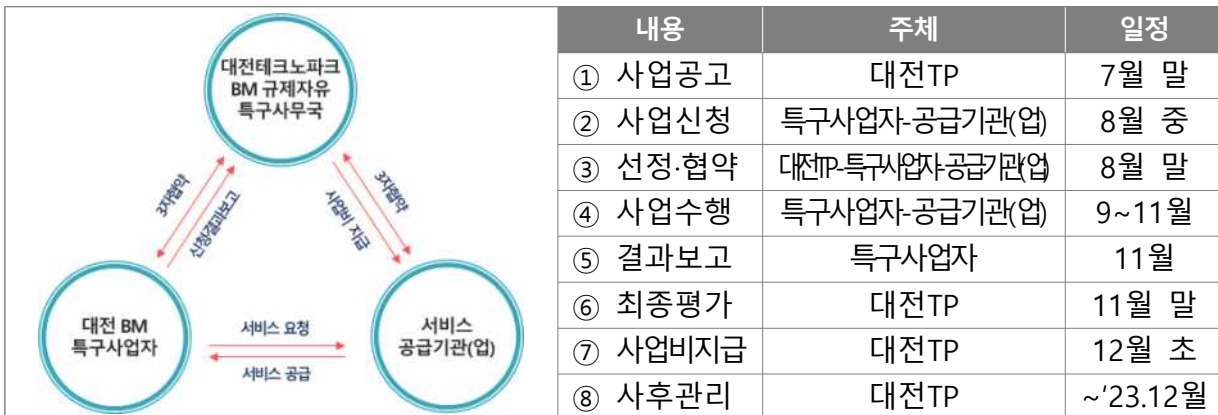 대전테크노파크
BM 규제자유
특구사무국
3자협약
신청결과보고
3자협약
사업비 지급
대전 BM
특구사업자
서비스 요청
서비스 공급
서비스
공급기관(업)
내용 주체 일정
① 사업공고 대전TP 7월 말
② 사업신청 특구사업자-공급기관(업) 8월 중
③ 선정·협약 대전TP-특구사업자-공급기관(업) 8월 말
④ 사업수행 특구사업자-공급기관(업) 9~11월
⑤ 결과보고 특구사업자 11월
⑥ 최종평가 대전TP 11월 말
⑦ 사업비지급 대전TP 12월 초
⑧ 사후관리 대전TP ~'23.12월